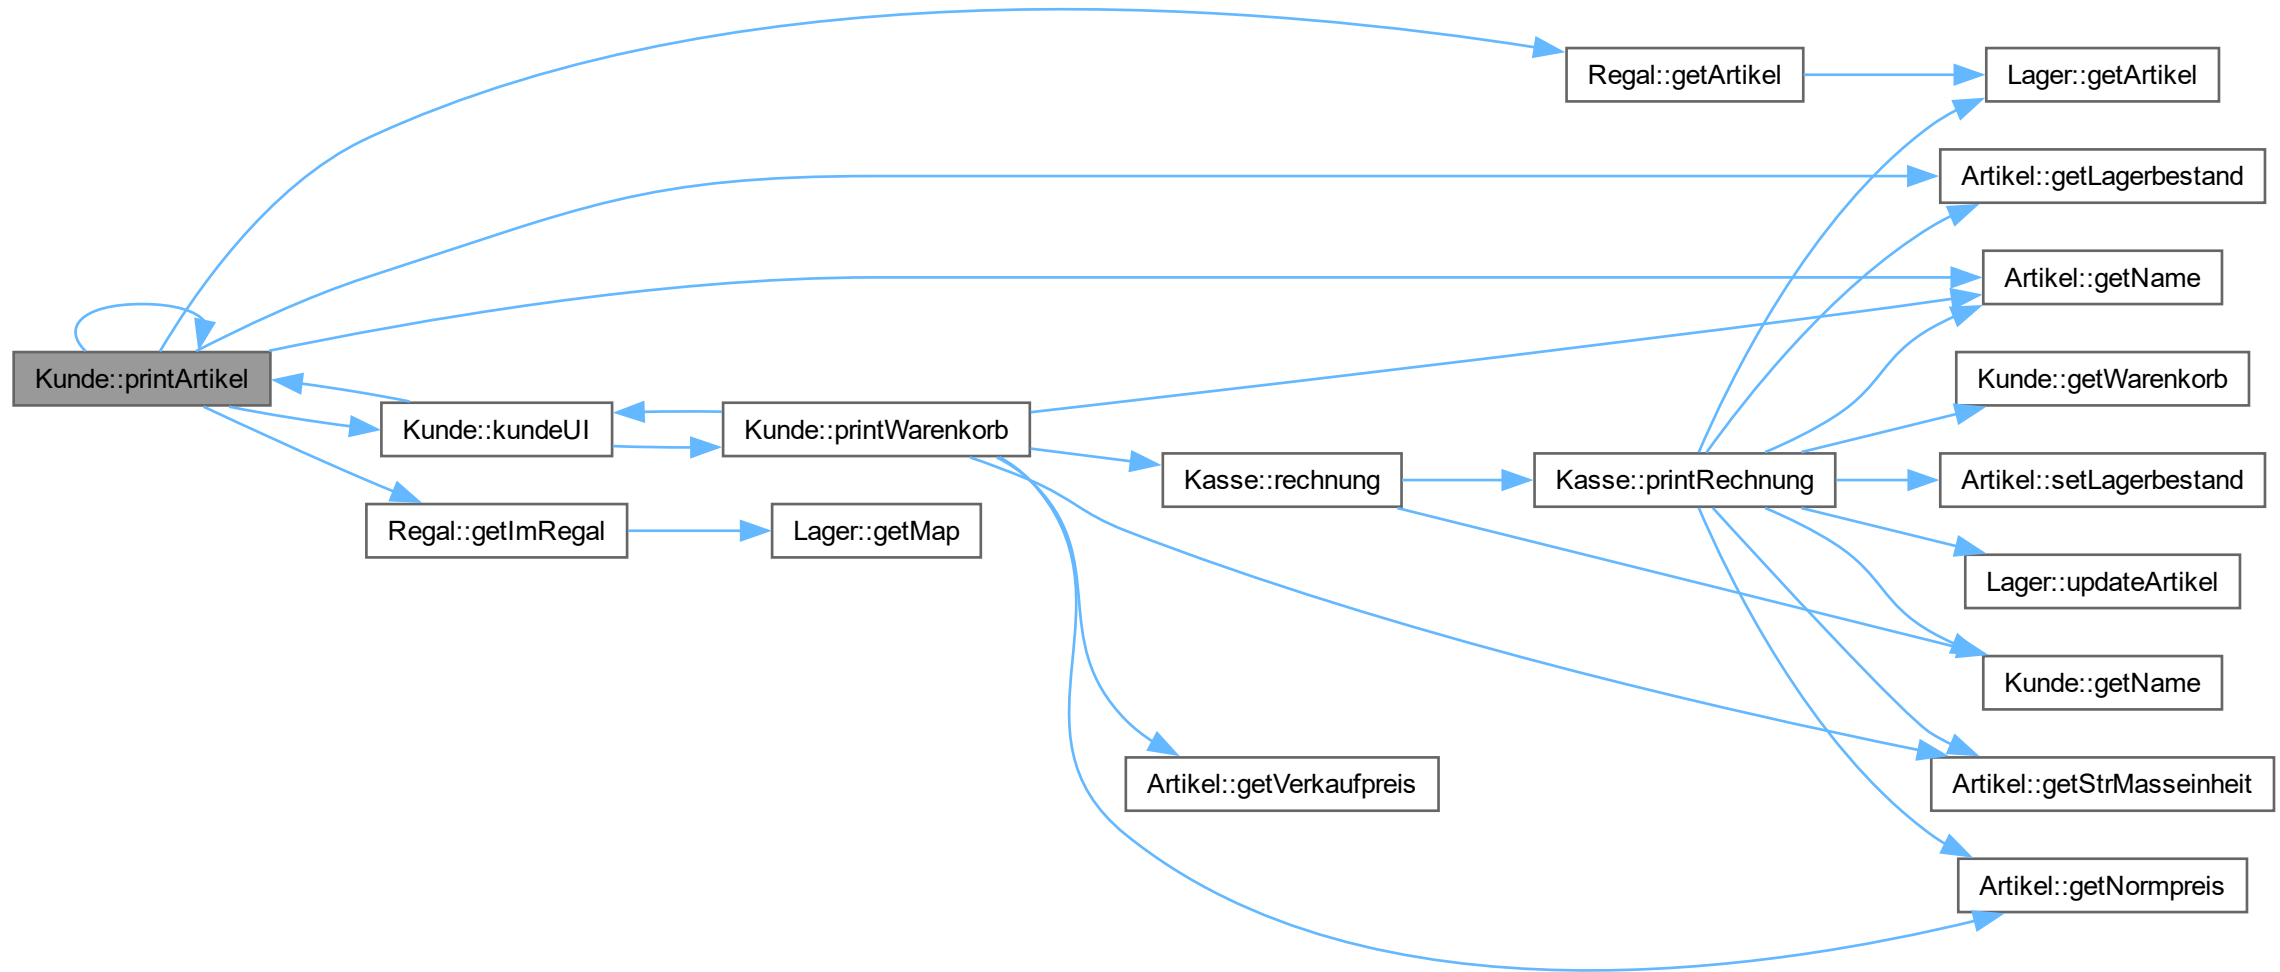 Regal::getArtikel
Lager::getArtikel
Artikel::getLagerbestand
Artikel::getName
Kunde::printArtikel
Kunde::getWarenkorb
Kunde::kundeUI
Kunde::printWarenkorb
Kasse::rechnung
Kasse::printRechnung
Artikel::setLagerbestand
Regal::getImRegal
Lager::getMap
Lager::updateArtikel
Kunde::getName
Artikel::getVerkaufpreis
Artikel::getStrMasseinheit
Artikel::getNormpreis